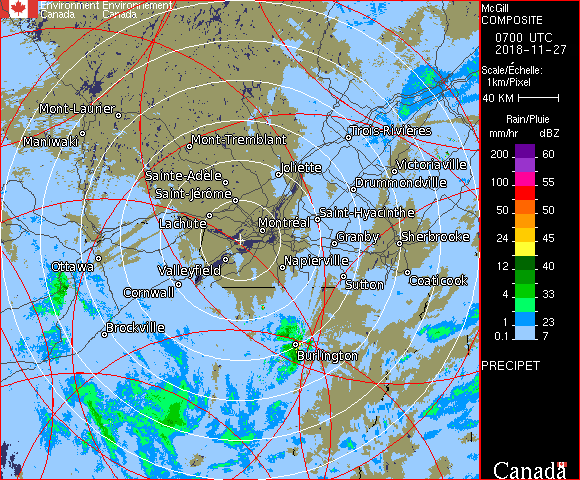 Environment Environnement
Canada Canada
McGill
COMPOSITE
0700 UTC
2018-11-27
Scale/Échelle:
1km/Pixel
40 KM
Rain/Pluie
mm/hr dBZ
200 60
150 57
100 55
50 50
24 45
12 40
4 33
1 23
0.1 7
PRECIPET
Canada
Mont-Laurier
Maniwaki
Mont-Tremblant
Trois-Rivières
Sainte-Adèle
Joliette
Victoriaville
Saint-Jérôme
Drummondville
Lachute
Montréal
Saint-Hyacinthe
Granby
Sherbrooke
Ottawa
Valleyfield
Napierville
Cornwall
Sutton
Coaticook
Brockville
Burlington